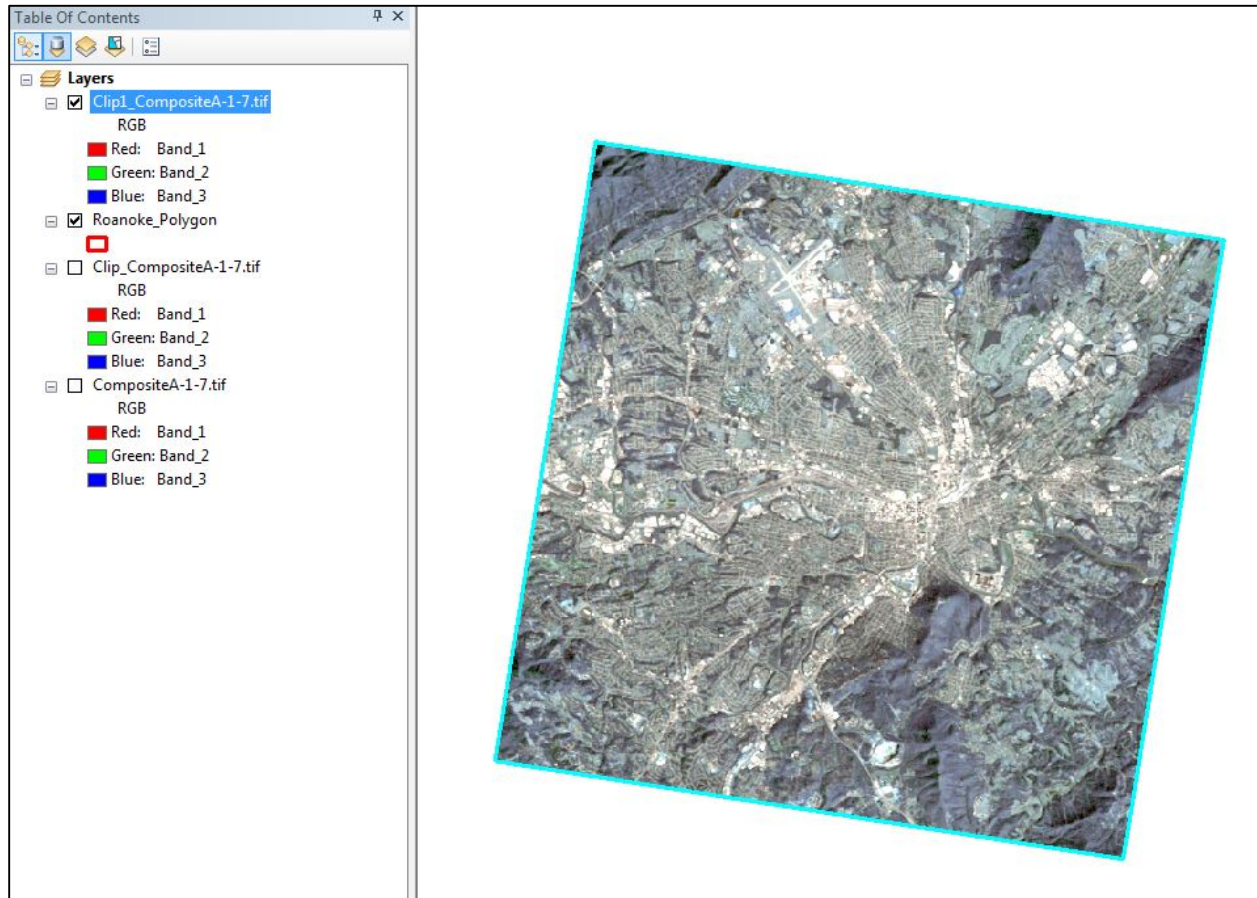 Table Of Contents
Layers
Clip1_CompositeA-1-7.tif
RGB
Red: Band_1
Green: Band_2
Blue: Band_3
Roanoke_Polygon
Clip_CompositeA-1-7.tif
RGB
Red: Band_1
Green: Band_2
Blue: Band_3
CompositeA-1-7.tif
RGB
Red: Band_1
Green: Band_2
Blue: Band_3